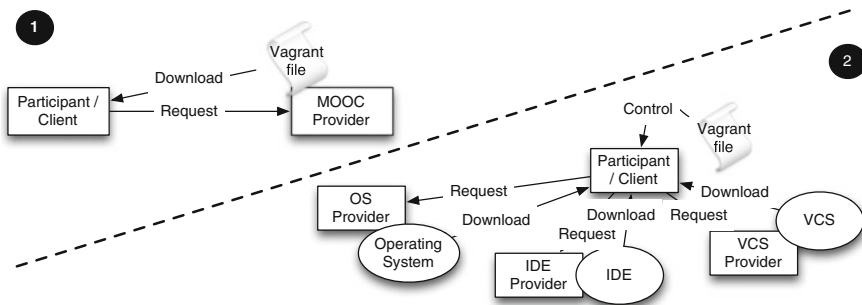 1
Vagrant
file
Download
Participant /
Client
Request
MOOC
Provider
2
Control
Vagrant
file
Participant
/ Client
Request
Download
OS
Provider
Download
Operating
System
Download
Request
Request
VCS
VCS
Provider
IDE
Provider
IDE